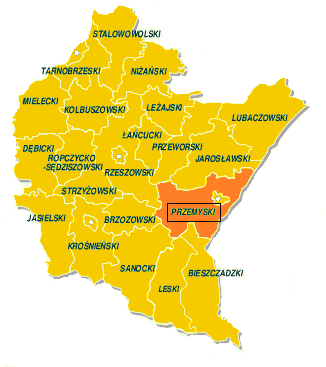 STALOWOWOLSKI
TARNOBRZESKI
NIŻAŃSKI
MIELECKI
KOLBUSZOWSKI
LEŻAJSKI
LUBACZOWSKI
ŁAŃCUCKI
DĘBICKI
PRZEWORSKI
ROPCZYCKO
-SĘDZISZOWSKI
JAROSŁAWSKI
RZESZOWSKI
STRZYŻOWSKI
PRZEMYSKI
JASIELSKI
BRZOZOWSKI
KROŚNIEŃSKI
SANOCKI
BIESZCZADZKI
LESKI